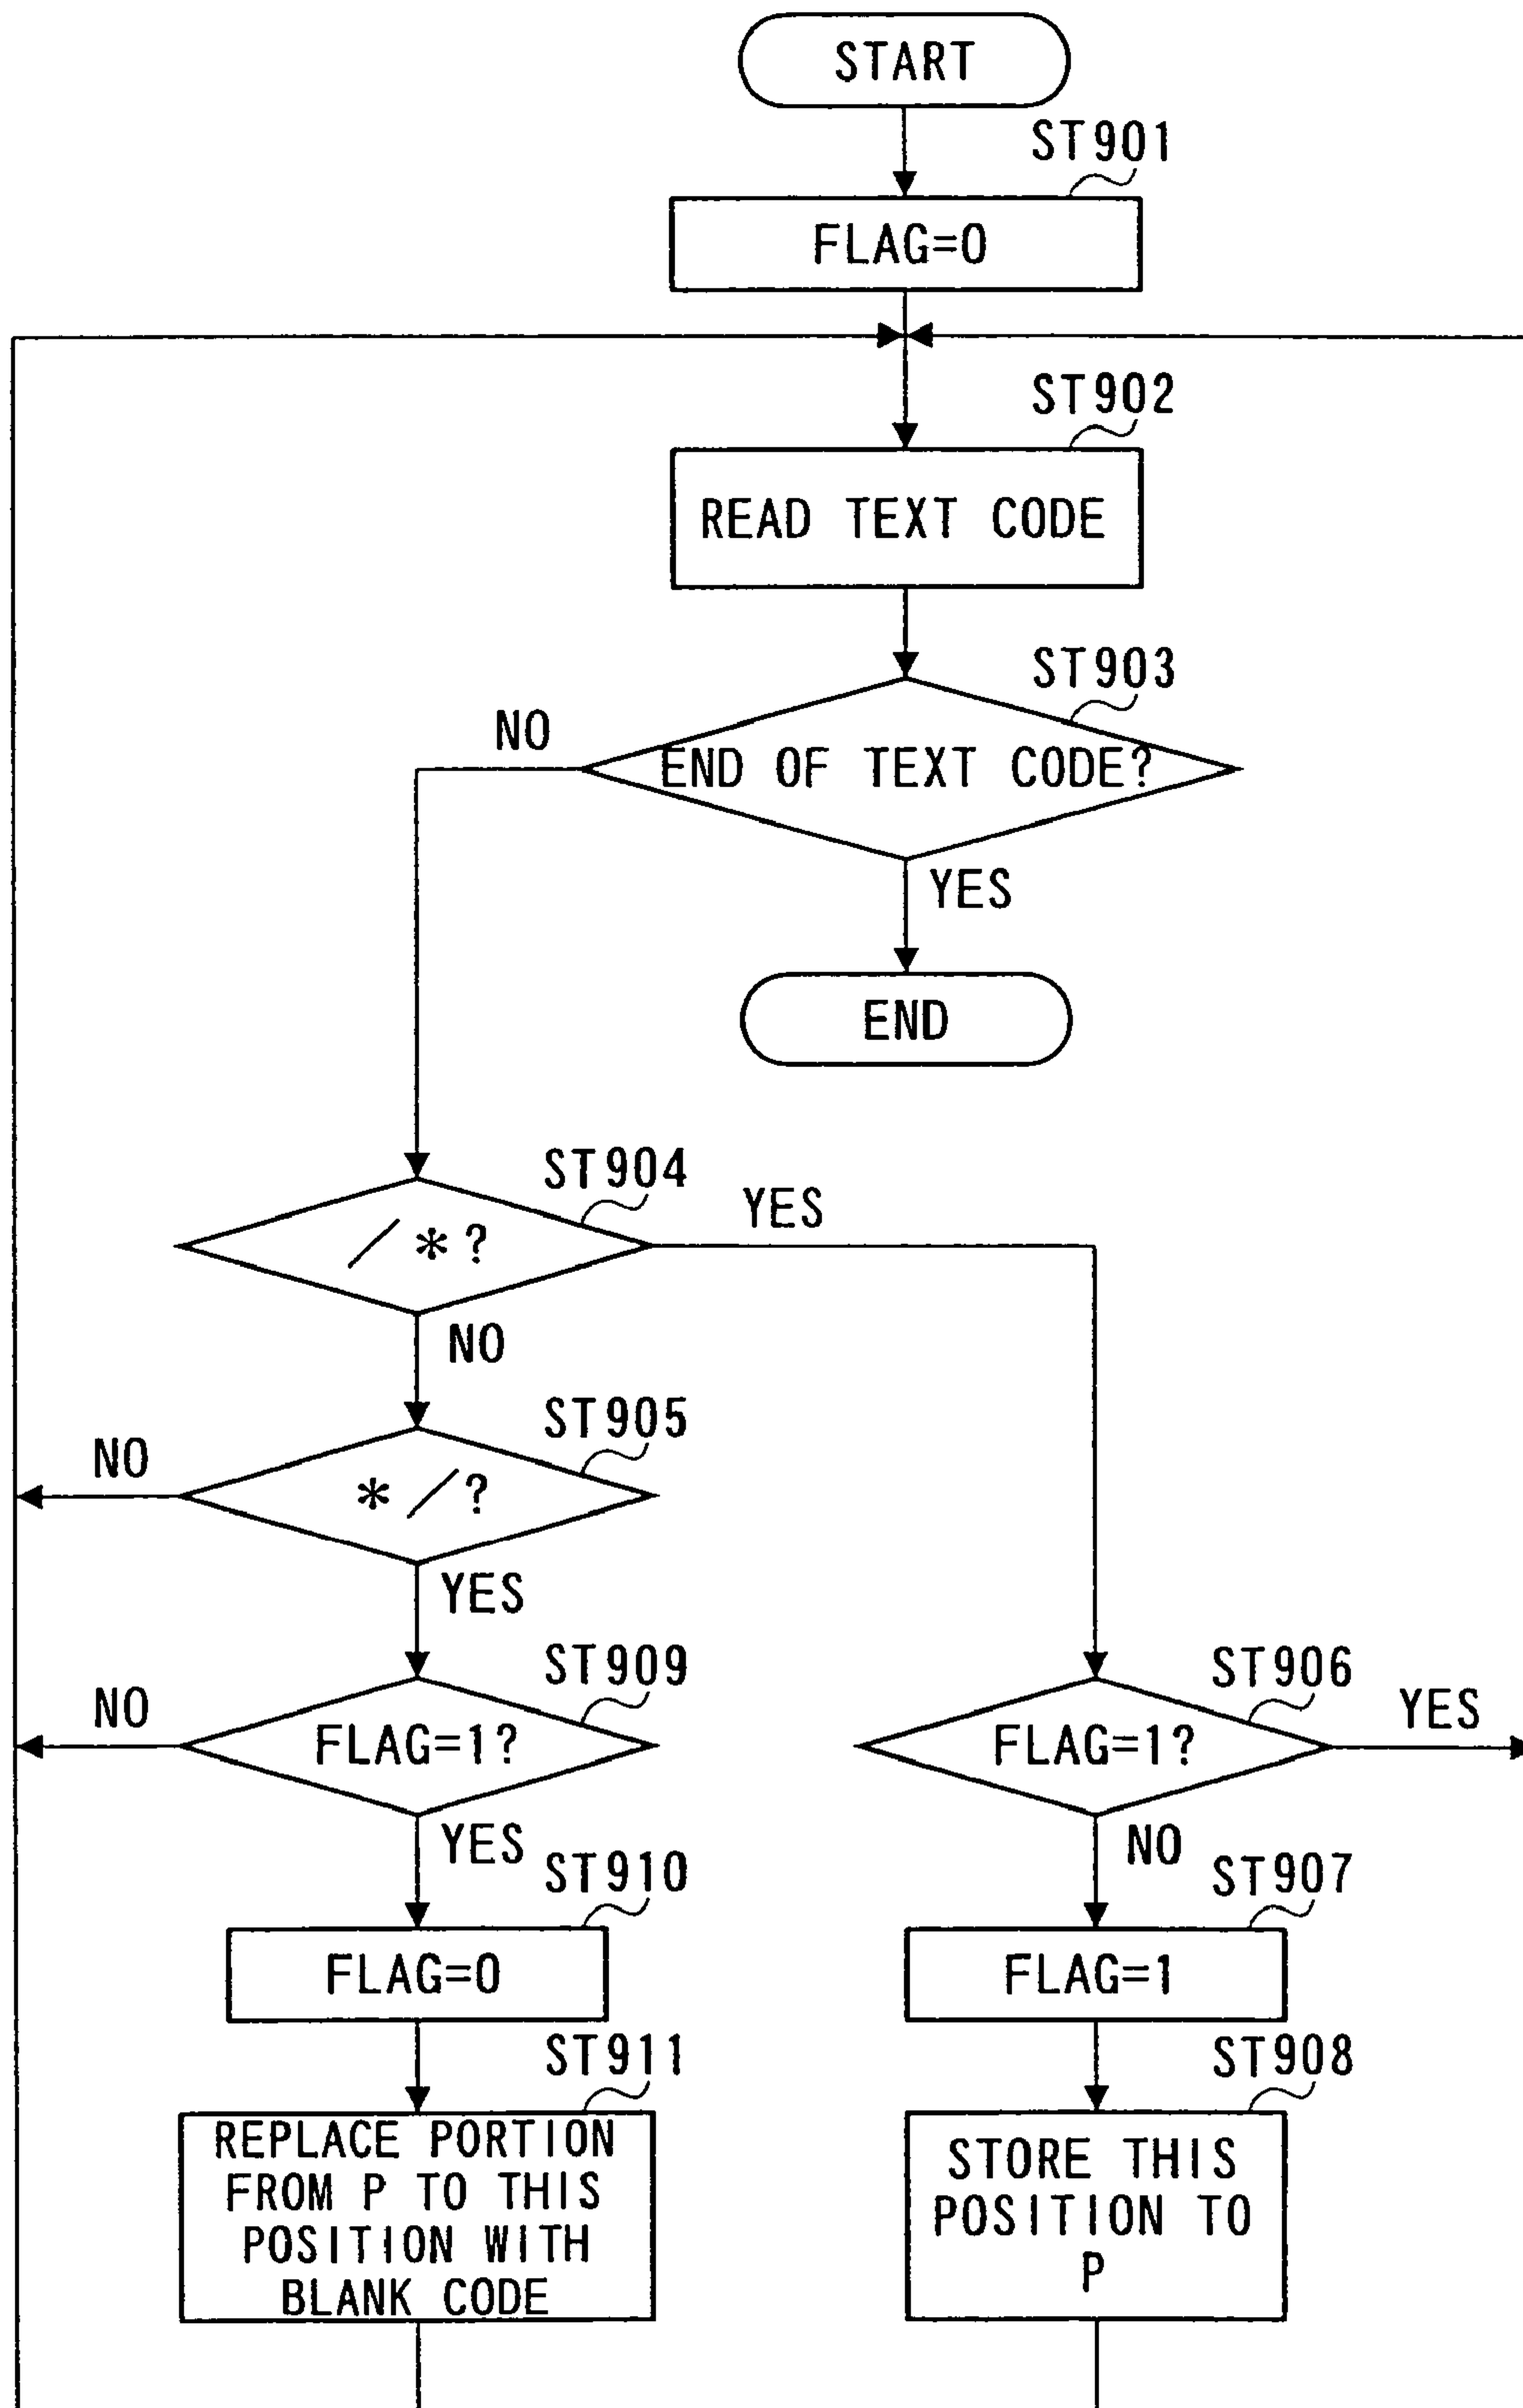 START
ST901
FLAG=0
ST902
READ TEXT CODE
ST903
NO
END OF TEXT CODE?
YES
END
ST904
YES
/*?
NO
ST905
NO
*/?
YES
ST909
NO
FLAG=1?
YES
ST906
YES
FLAG=1?
NO
ST910
FLAG=0
ST907
FLAG=1
ST911
REPLACE PORTION
FROM P TO THIS
POSITION WITH
BLANK CODE
ST908
STORE THIS
POSITION TO
P